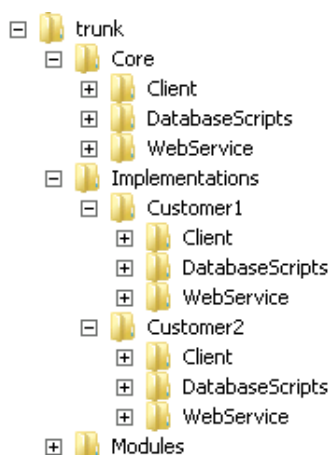 trunk
Core
Client
DatabaseScripts
WebService
Implementations
Customer1
Client
DatabaseScripts
WebService
Customer2
Client
DatabaseScripts
WebService
Modules